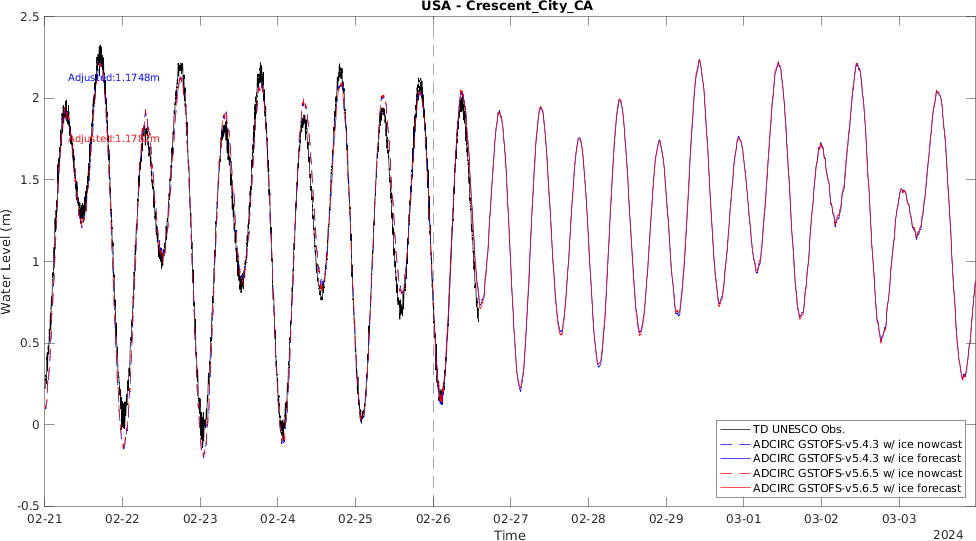 USA - Crescent_City_CA
2.5
2
1.5
1
0.5
0
-0.5
Water Level (m)
Adjusted:1.1748m
02-21
02-22
02-23
02-24
02-25
02-26
02-27
02-28
02-29
03-01
03-02
03-03
Time
2024
TD UNESCO Obs.
ADCIRC GSTOFS-v5.4.3 w/ ice nowcast
ADCIRC GSTOFS-v5.4.3 w/ ice forecast
ADCIRC GSTOFS-v5.6.5 w/ ice nowcast
ADCIRC GSTOFS-v5.6.5 w/ ice forecast